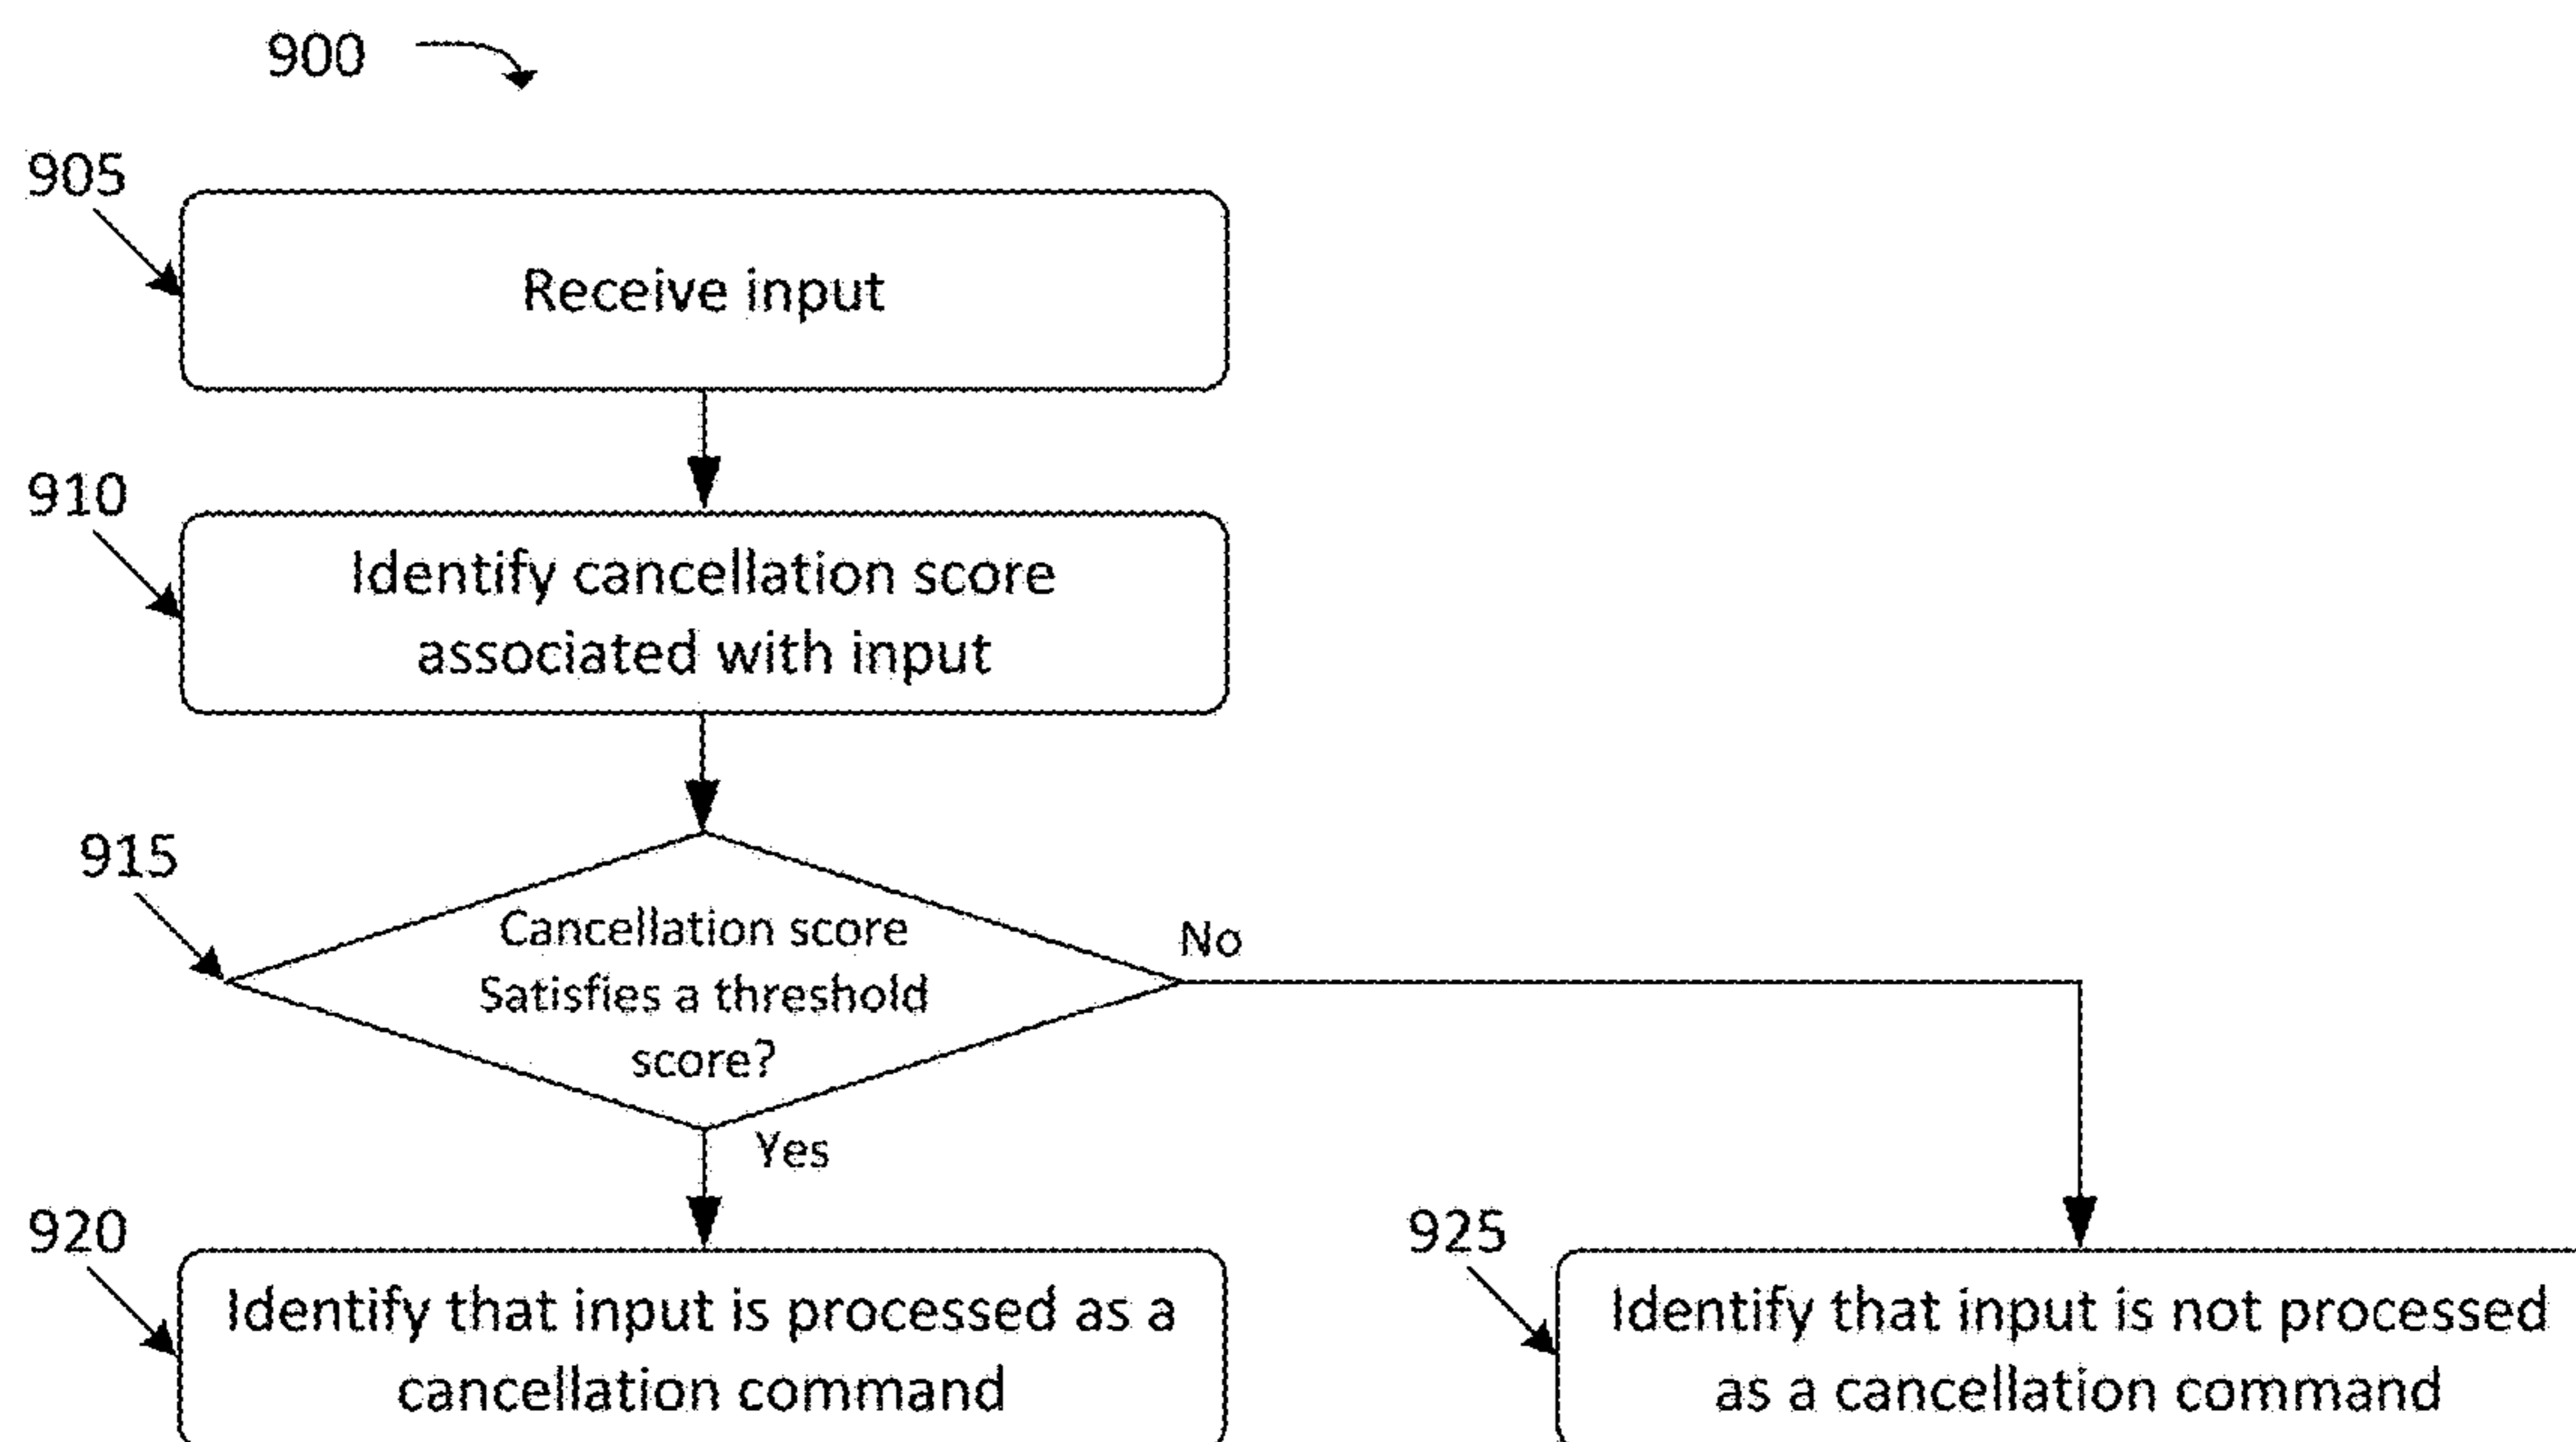 900
905
Receive input
910
Identify cancellation score
associated with input
915
Cancellation score
Satisfies a threshold
score?
No
Yes
920
Identify that input is processed as a
cancellation command
925
Identify that input is not processed
as a cancellation command